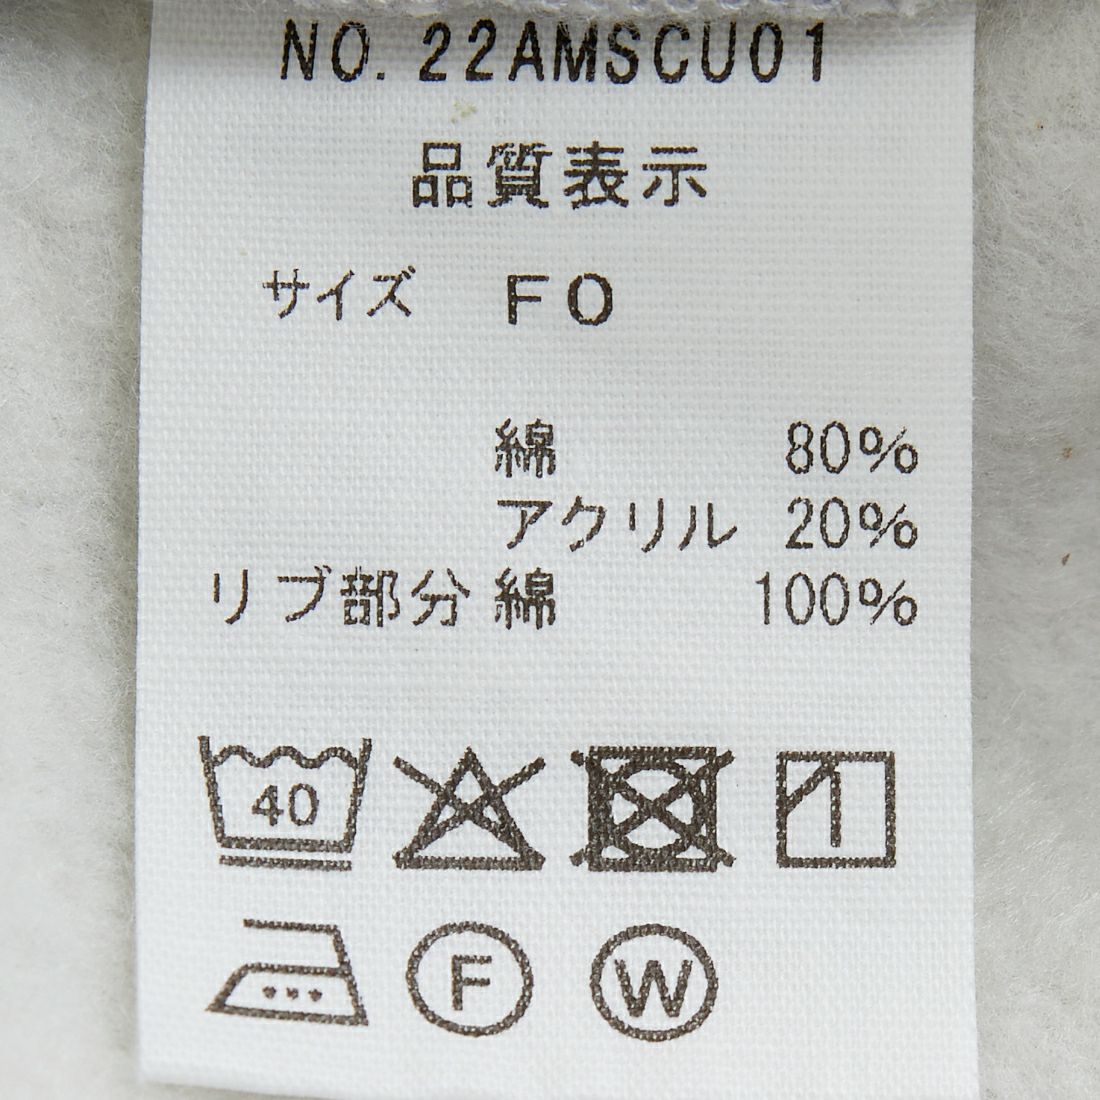 NO. 22AMSCU01
品質表示
サイズ FO
綿 80%
アクリル 20%
リブ部分 綿 100%
40
F W